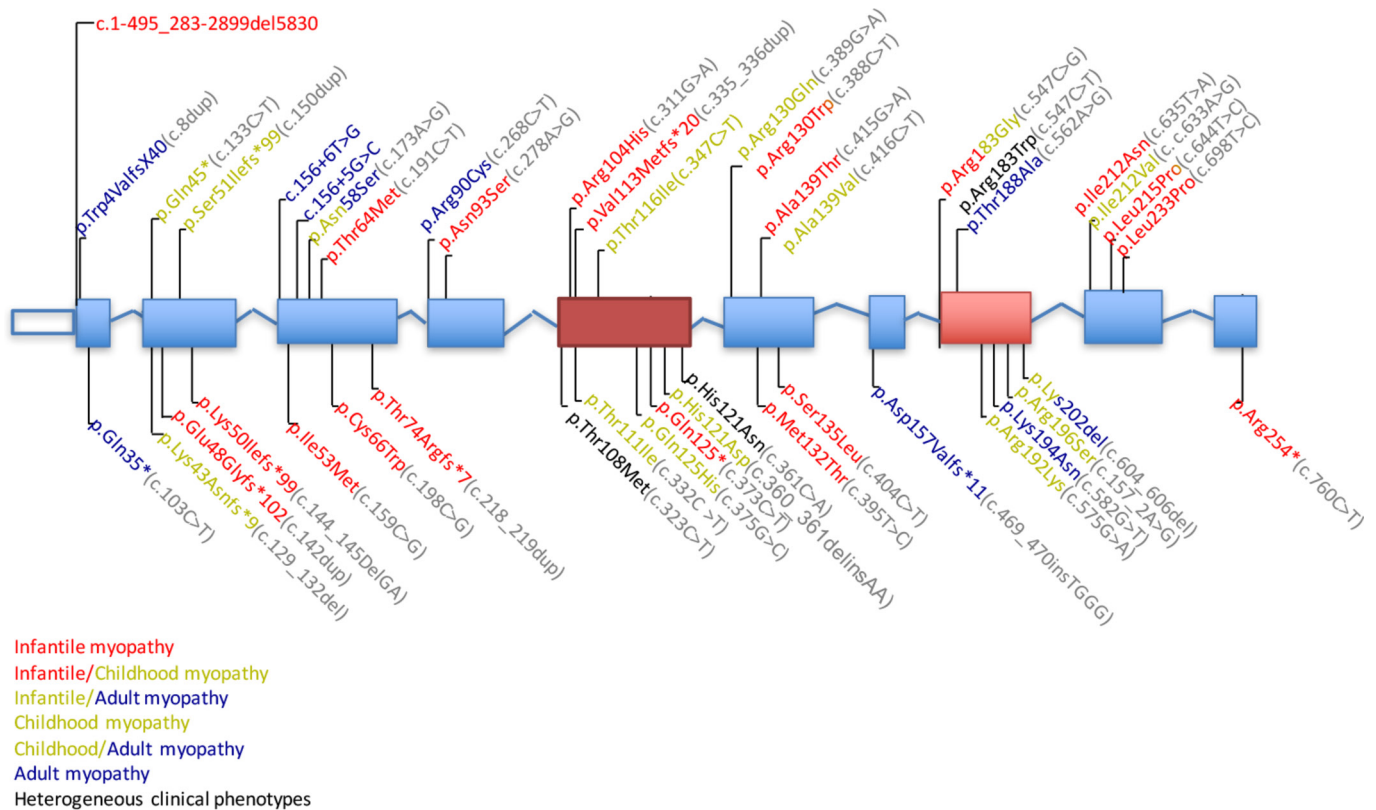 c.1-495_283-2899del5830
p.Trp4ValfsX40(c.8dup)
p.Gln45*(c.133C>T)
p.Ser51Ilefs*99(c.150dup)
c.156+6T>G
c.156+5G>C
p.Asn58Ser(c.173A>G)
p.Thr64Met(c.191C>T)
p.Arg90Cys(c.268C>T)
p.Asn93Ser(c.278A>G)
p.Arg104His(c.311G>A)
p.Val113Metfs*20(c.335_336dup)
p.Thr116Ile(c.347C>T)
p.Arg130Gln(c.389G>A)
p.Arg130Trp(c.388C>T)
p.Ala139Thr(c.415G>A)
p.Ala139Val(c.416C>T)
p.Arg183Gly(c.547C>G)
p.Arg183Trp(c.547C>T)
p.Thr188Ala(c.562A>G)
p.Ile212Asn(c.635T>A)
p.Ile212Val(c.633A>G)
p.Leu215Pro(c.644T>C)
p.Leu233Pro(c.698T>C)
p.Gln35*(c.103C>T)
p.Lys43Asnfs*9(c.129_132del)
p.Glu48Glyfs*102(c.142dup)
p.Lys50Ilefs*99(c.144_145DelGA)
p.Ile53Met(c.159C>G)
p.Cys66Trp(c.198C>G)
p.Thr74Argfs*7(c.218_219dup)
p.Thr108Met(c.323C>T)
p.Thr111Ile(c.332C>T)
p.Gln125His(c.375G>C)
p.Gln125*(c.373C>T)
p.His121Asp(c.360_361delinsAA)
p.His121Asn(c.361C>A)
p.Met132Thr(c.395T>C)
p.Ser135Leu(c.404C>T)
p.Asp157Valfs*11(c.469_470insTGGG)
p.Arg192Lys(c.575G>A)
p.Lys194Asn(c.582G>T)
p.Arg196Ser(c.157_2A>G)
p.Lys202del(c.604_606del)
p.Arg254*(c.760C>T)
Infantile myopathy
Infantile/Childhood myopathy
Infantile/Adult myopathy
Childhood myopathy
Childhood/Adult myopathy
Adult myopathy
Heterogeneous clinical phenotypes